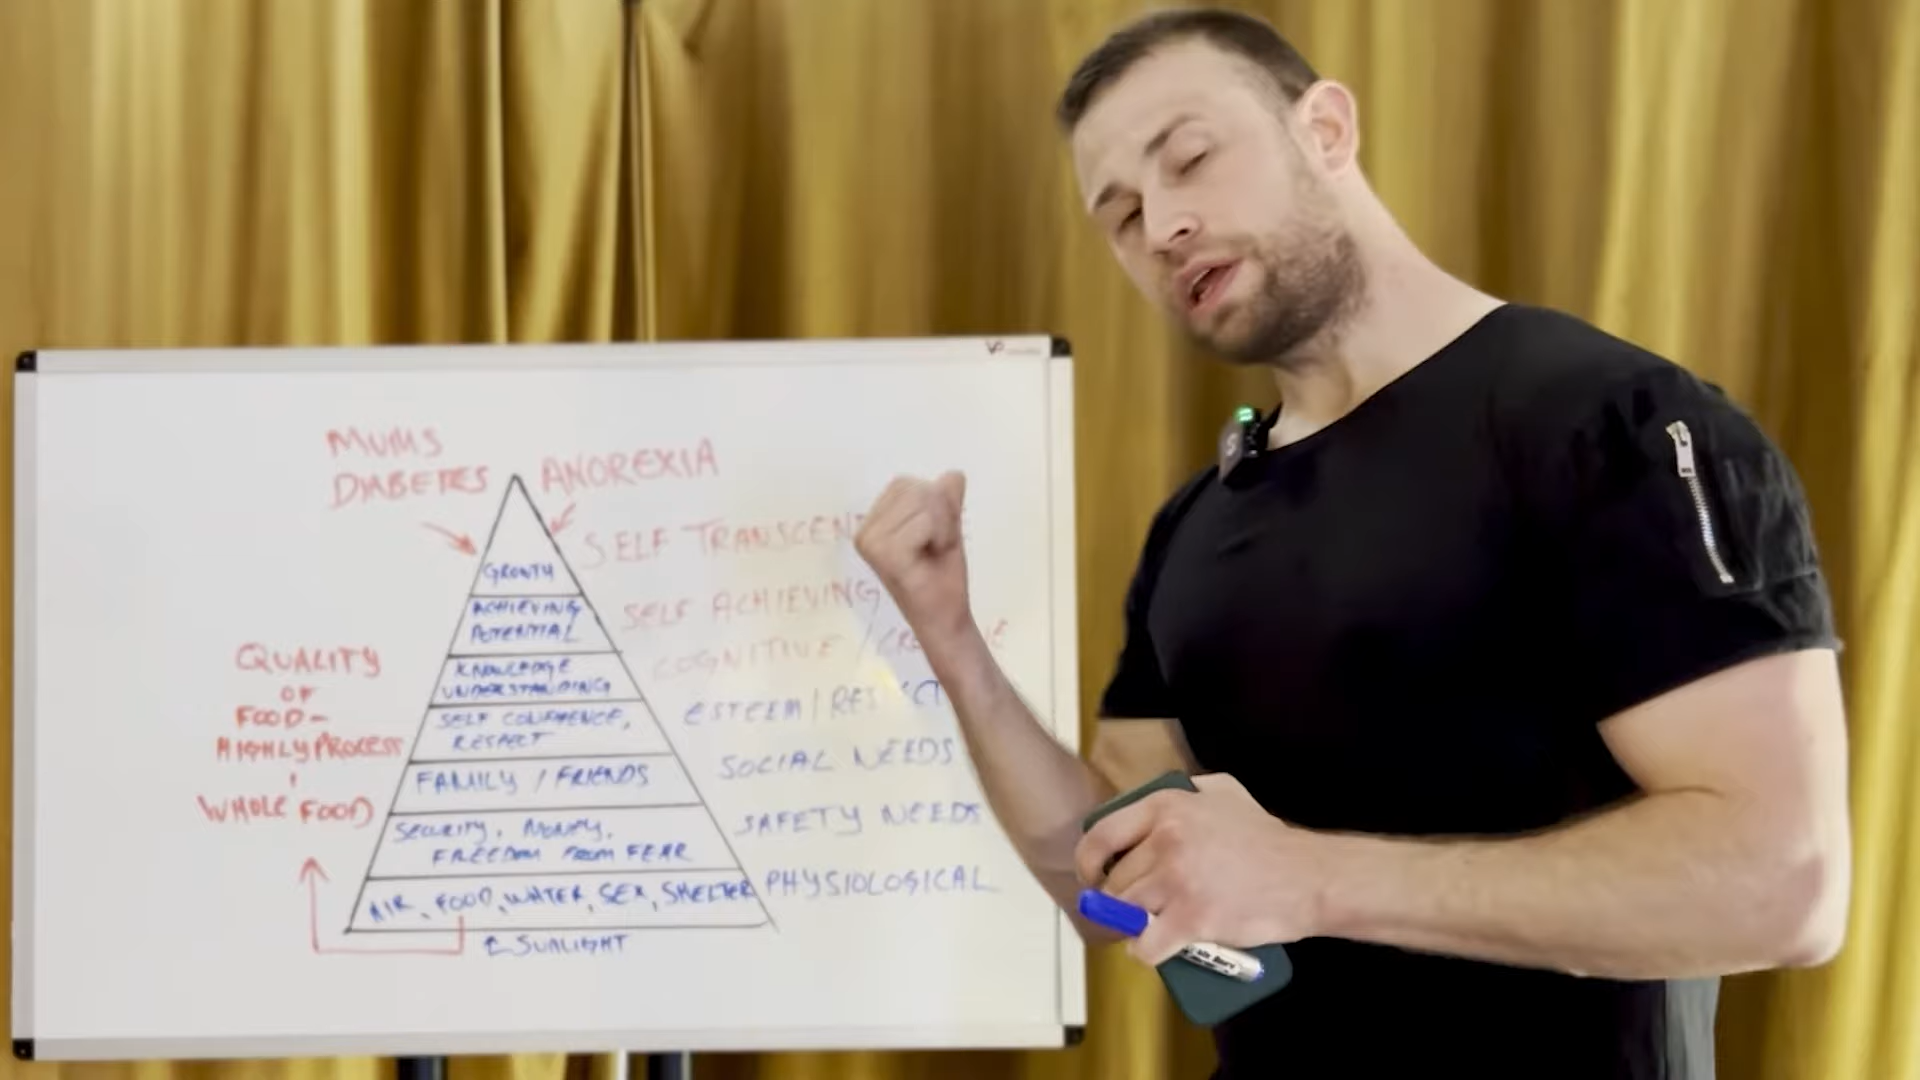 MUMS
DIABETES
ANOREXIA
SELF TRANSCEN
GROWTH
SELF ACHIEVING
ACHIEVING
POTENTIAL
COGNITIVE /
KNOWLEDGE
UNDERSTANDING
QUALITY
OF
FOOD -
HIGHLY PROCESS
WHOLE FOOD
ESTEEM / RESPECT
SELF CONFIDENCE,
RESPECT
SOCIAL NEEDS
FAMILY / FRIENDS
SAFETY NEEDS
SECURITY, MONEY,
FREEDOM FROM FEAR
PHYSIOLOGICAL
AIR, FOOD, WATER, SEX, SHELTER
SUNLIGHT